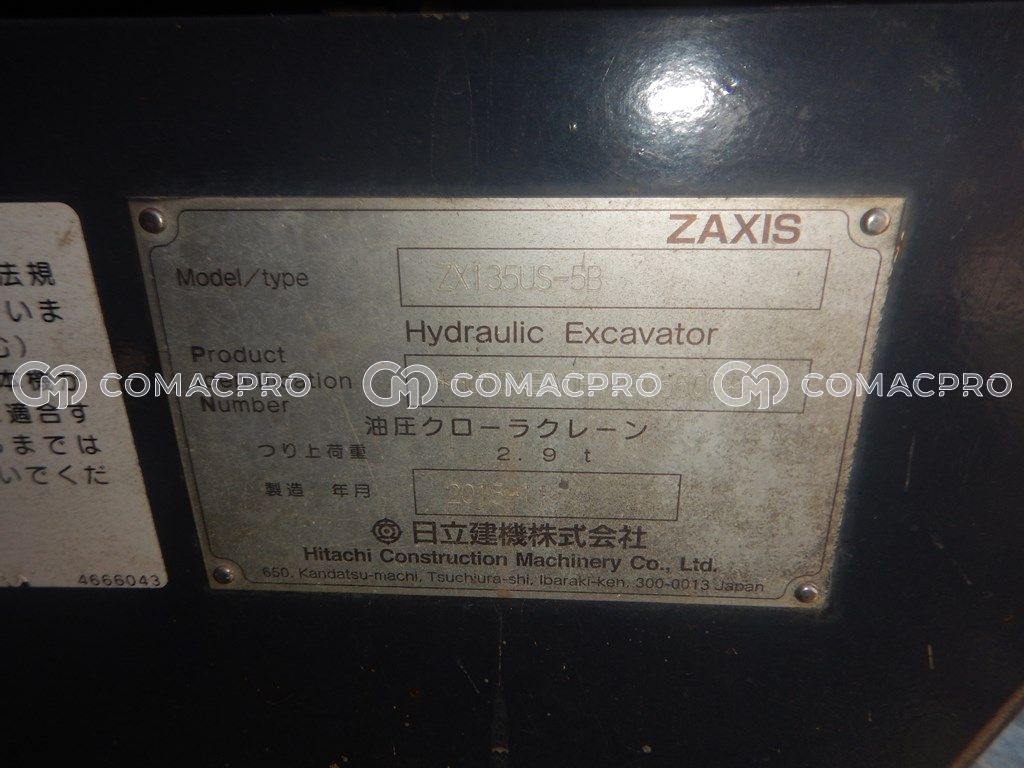 ZAXIS
Model/type ZX135US-5B
Hydraulic Excavator
Product
Identification
Number
油圧クローラクレーン
つり上荷重 2.9 t
製造 年月
日立建機株式会社
Hitachi Construction Machinery Co., Ltd.
650, Kandatsu-machi, Tsuchiura-shi, Ibaraki-ken, 300-0013 Japan
法規
いま
適合す
までは
いでくだ
4666043
COMACPRO COMACPRO COMACPRO